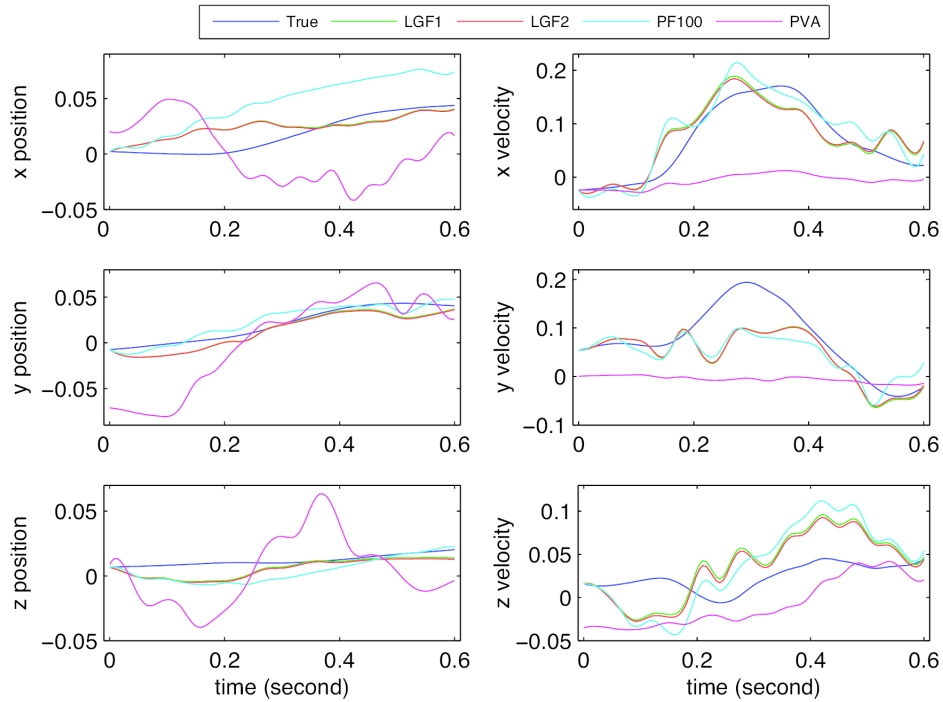 True LGF1 LGF2 PF100 PVA
x position
0.05
0
−0.05
0 0.2 0.4 0.6
x velocity
0.2
0.1
0
0 0.2 0.4 0.6
y position
0.05
0
−0.05
0 0.2 0.4 0.6
y velocity
0.2
0.1
0
−0.1
0 0.2 0.4 0.6
z position
0.05
0
−0.05
0 0.2 0.4 0.6
time (second)
z velocity
0.1
0.05
0
−0.05
0 0.2 0.4 0.6
time (second)